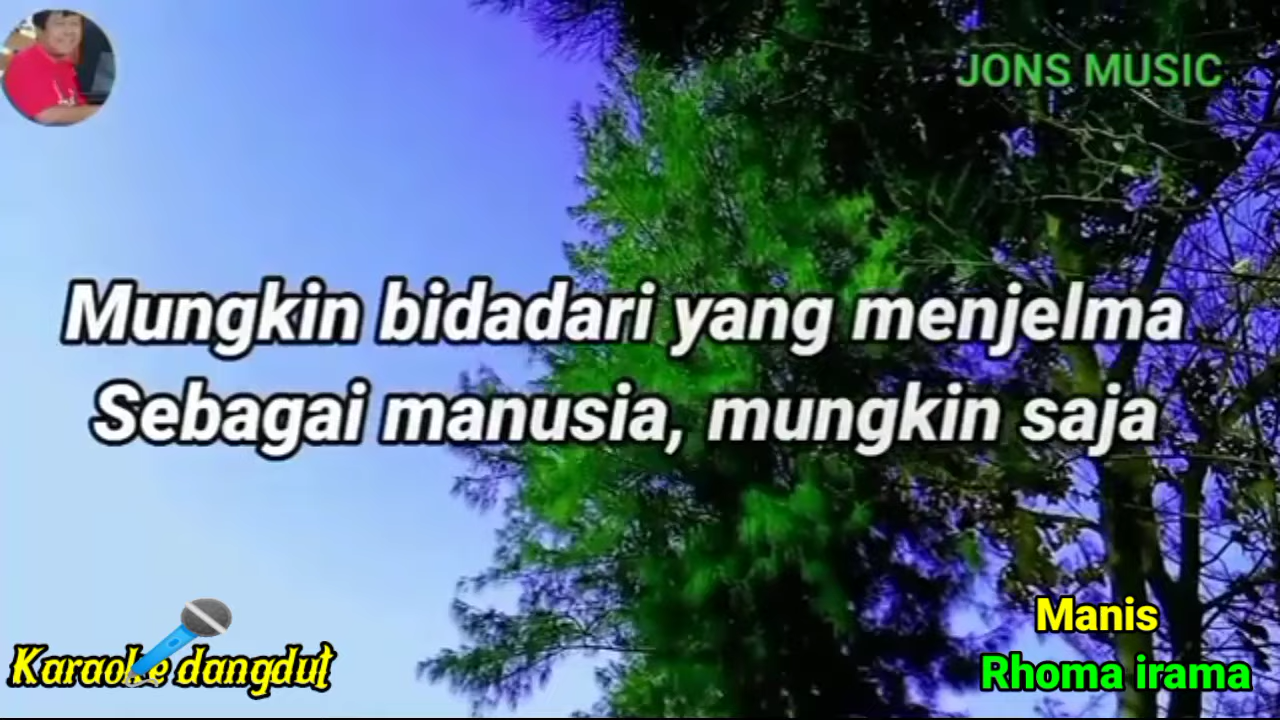 JONS MUSIC
Mungkin bidadari yang menjelma
Sebagai manusia, mungkin saja
Manis
Karaoke dangdut
Rhoma irama